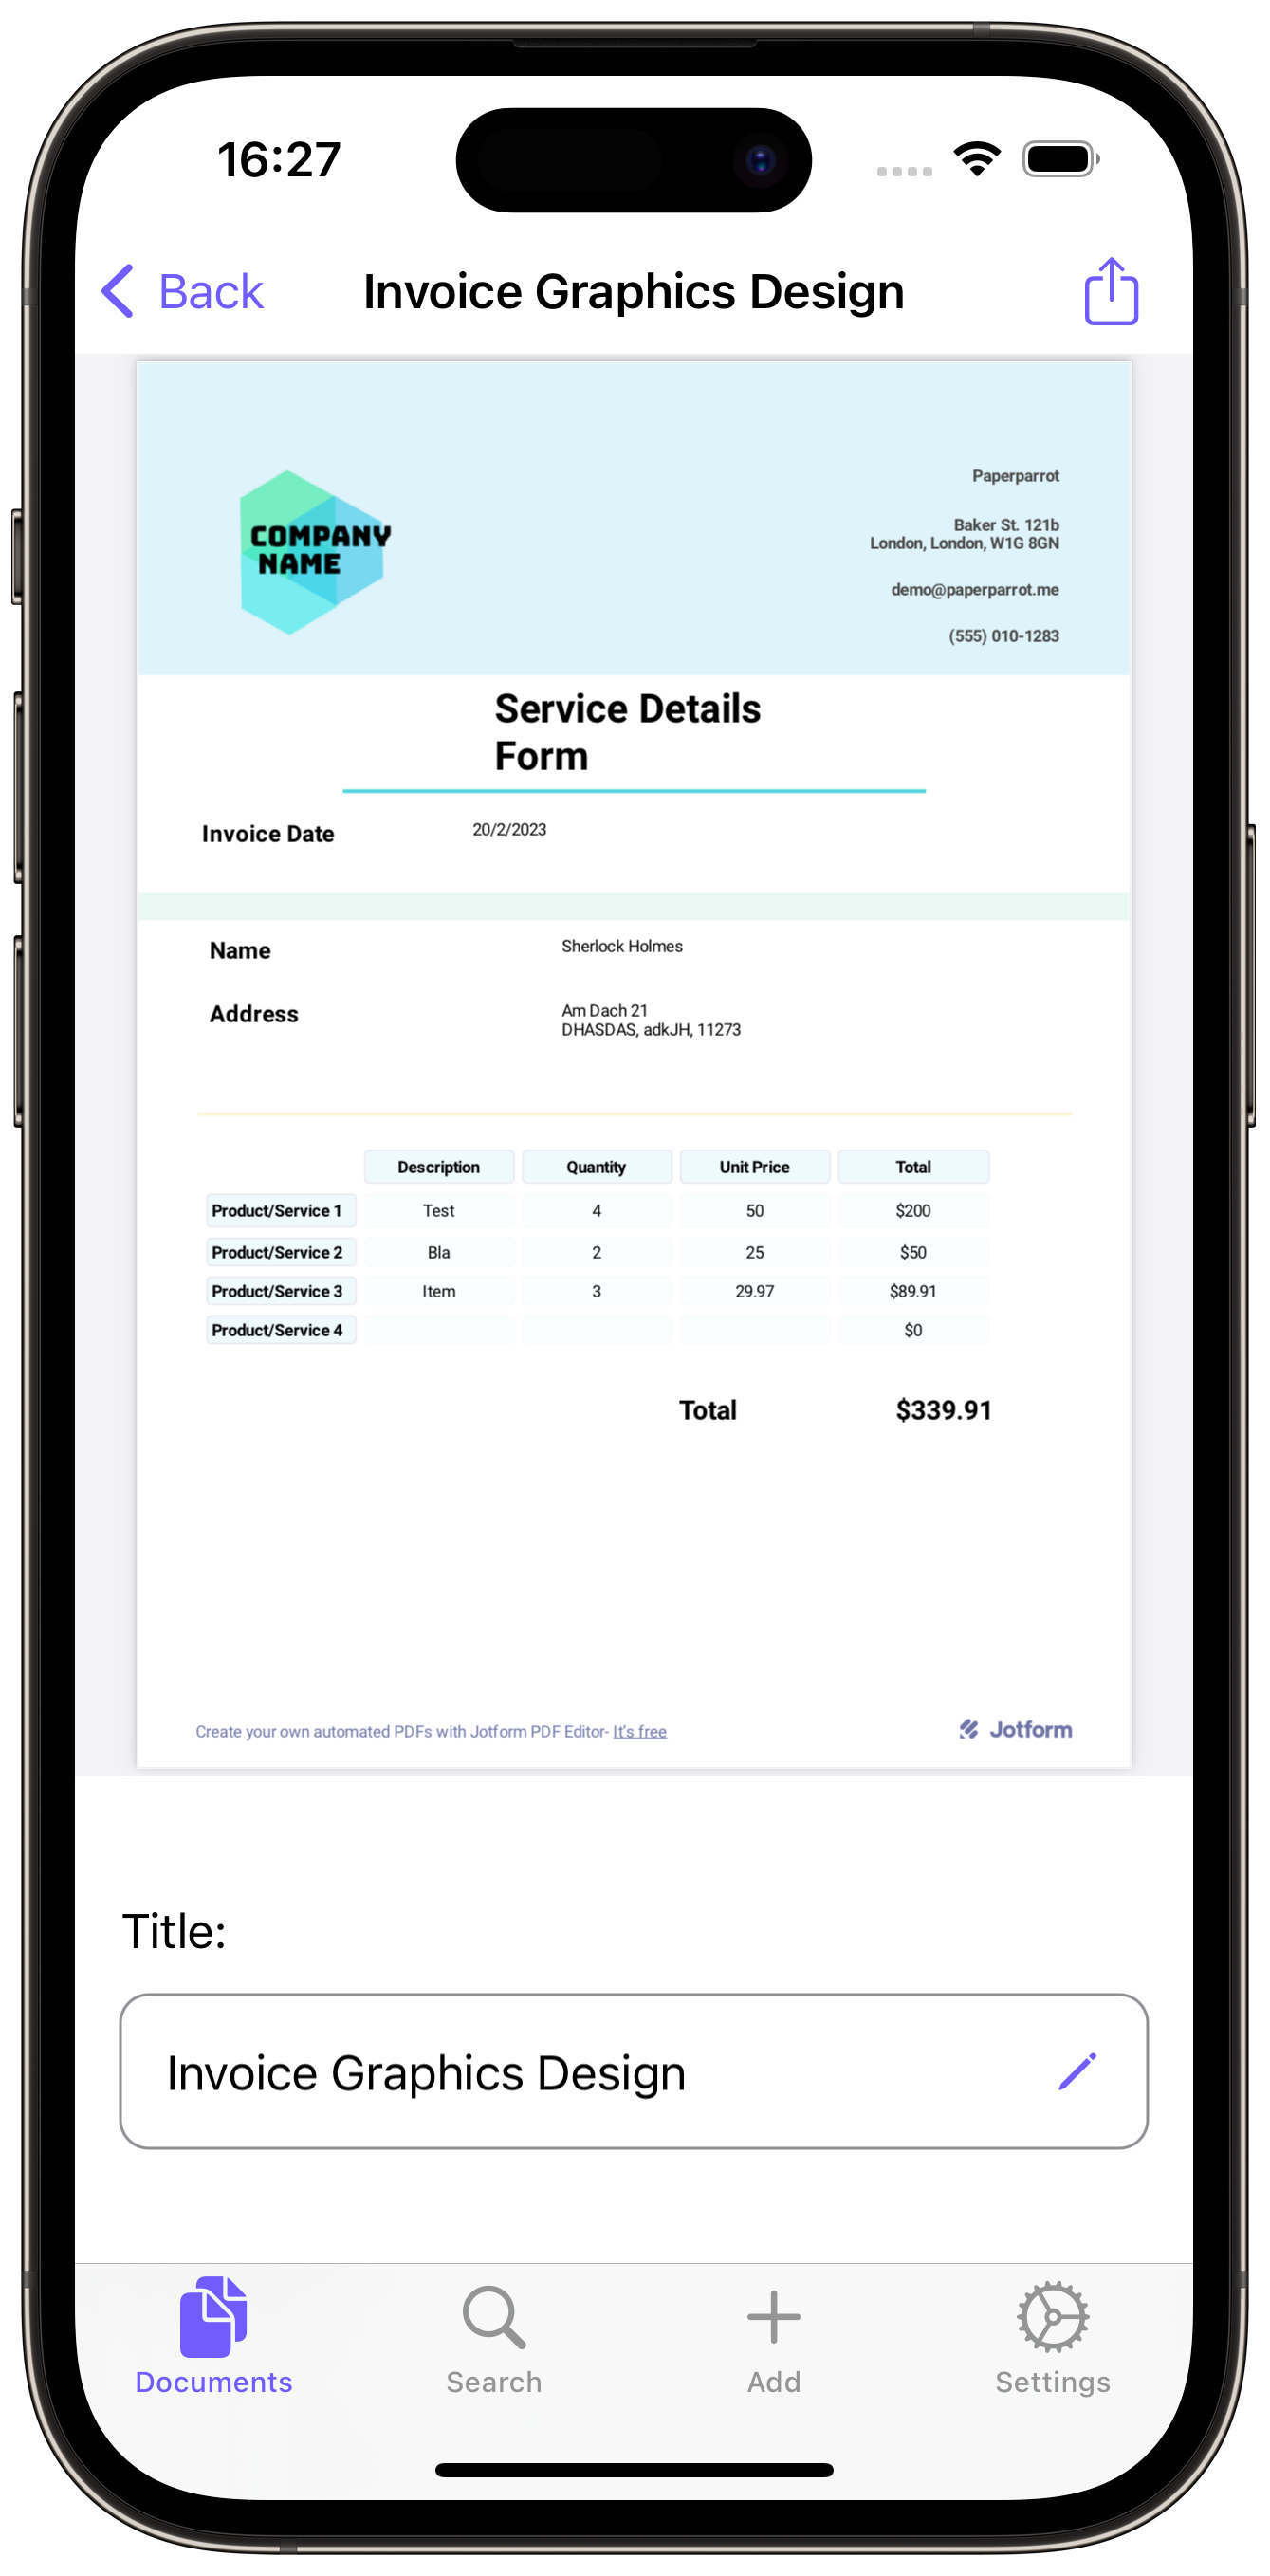 16:27
Back
Invoice Graphics Design
COMPANY
NAME
Paperparrot
Baker St. 121b
London, London, W1G 8GN
demo@paperparrot.me
(555) 010-1283
Service Details
Form
Invoice Date 20/2/2023
Name Sherlock Holmes
Address Am Dach 21
DHASDAS, adkJH, 11273
Description Quantity Unit Price Total
Product/Service 1 Test 4 50 $200
Product/Service 2 Bla 2 25 $50
Product/Service 3 Item 3 29.97 $89.91
Product/Service 4 $0
Total $339.91
Create your own automated PDFs with Jotform PDF Editor- It's free
Jotform
Title:
Invoice Graphics Design
Documents Search Add Settings